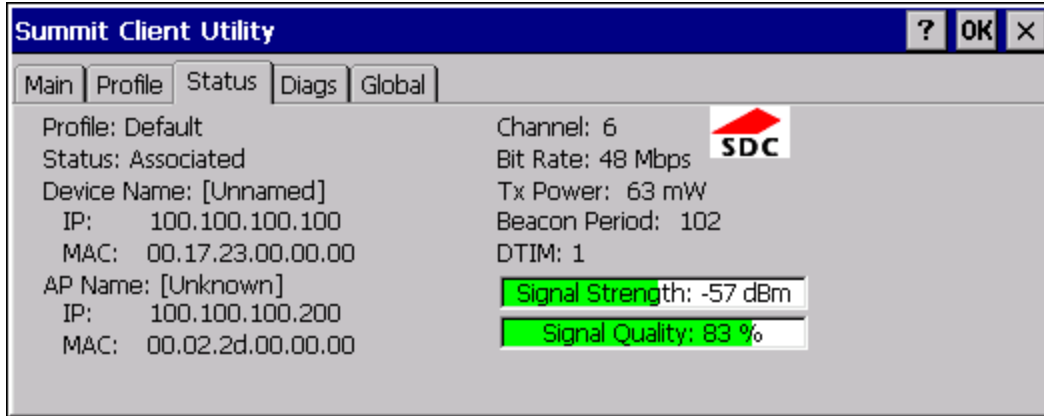 Summit Client Utility ? OK ×
Main Profile Status Diags Global
Profile: Default
Status: Associated
Device Name: [Unnamed]
IP: 100.100.100.100
MAC: 00.17.23.00.00.00
AP Name: [Unknown]
IP: 100.100.100.200
MAC: 00.02.2d.00.00.00
Channel: 6
Bit Rate: 48 Mbps
Tx Power: 63 mW
Beacon Period: 102
DTIM: 1
SDC
Signal Strength: -57 dBm
Signal Quality: 83 %